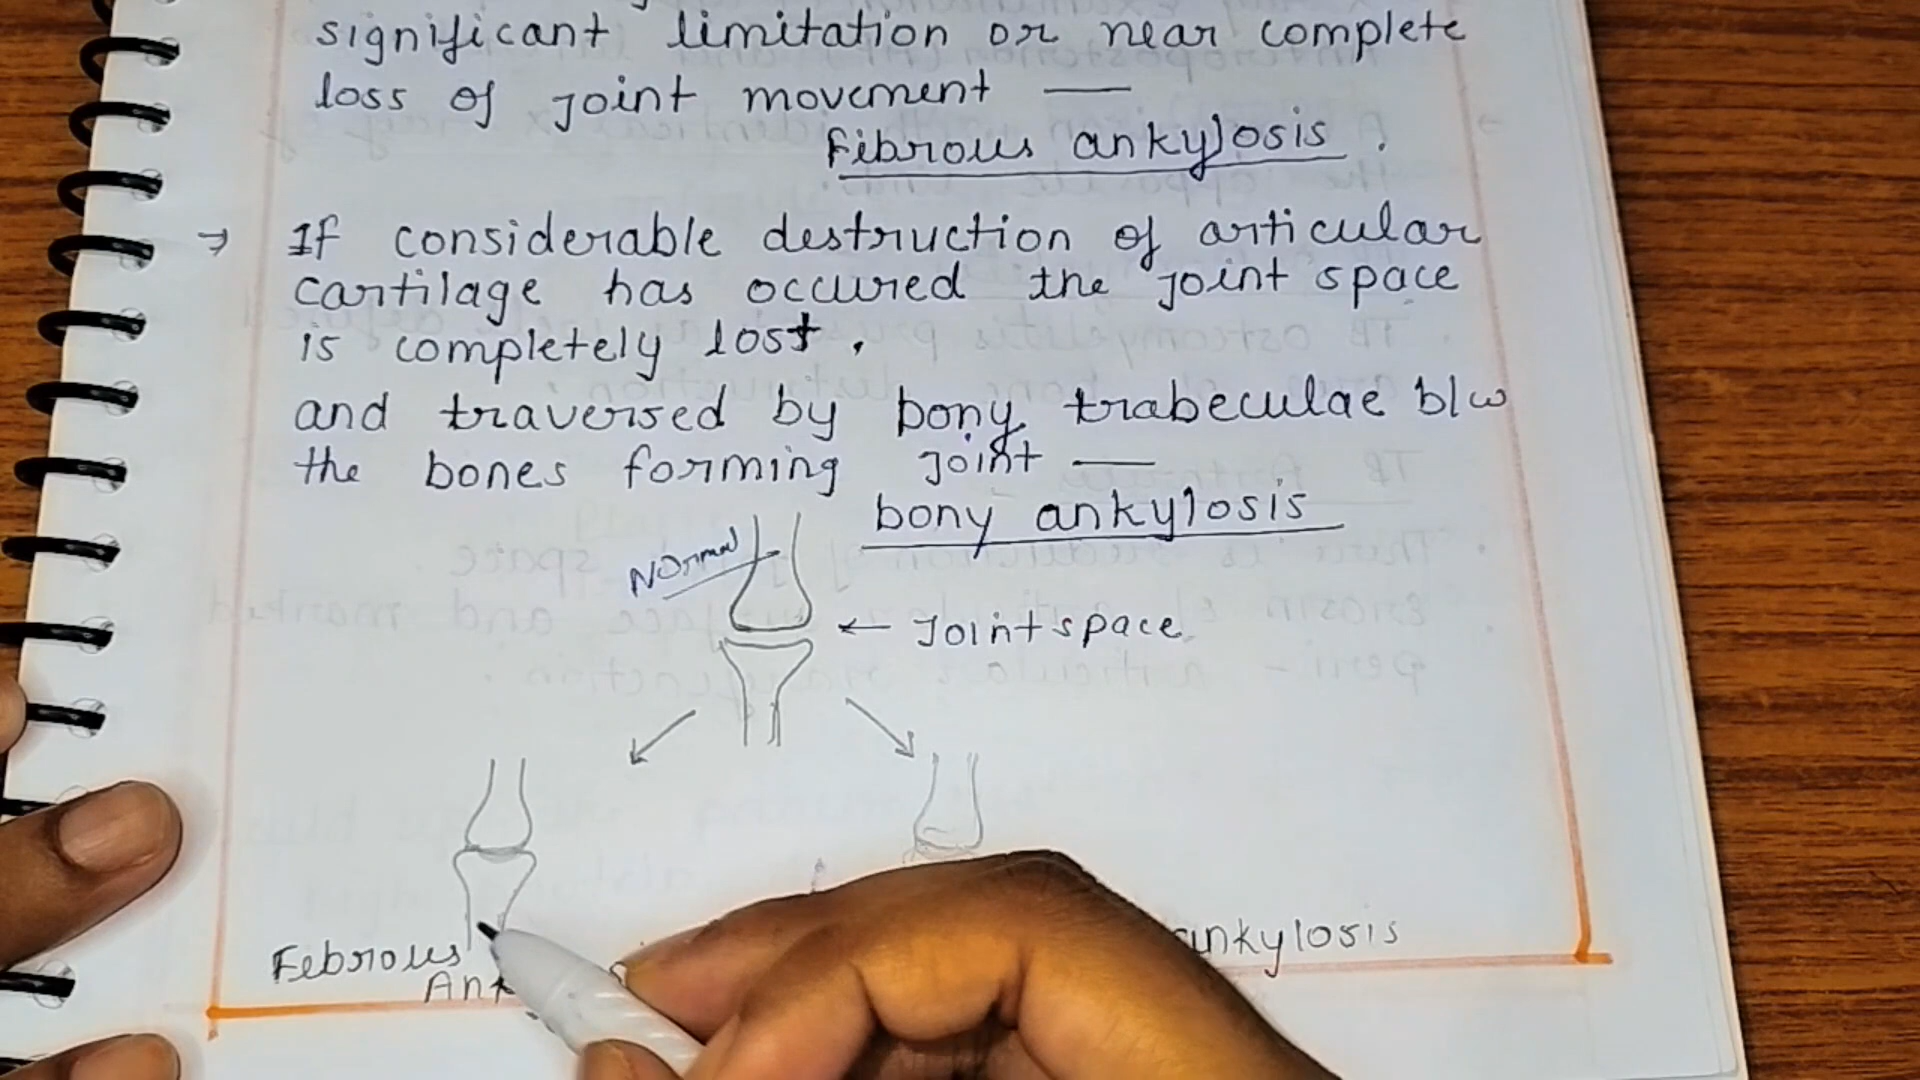 significant limitation or near complete
loss of joint movement —
Fibrous ankylosis.
→ If considerable destruction of articular
cartilage has occured the joint space
is completely lost.
and traversed by bony trabeculae b/w
the bones forming joint —
bony ankylosis
Normal
← Joint space
Febrous
Ank
ankylosis